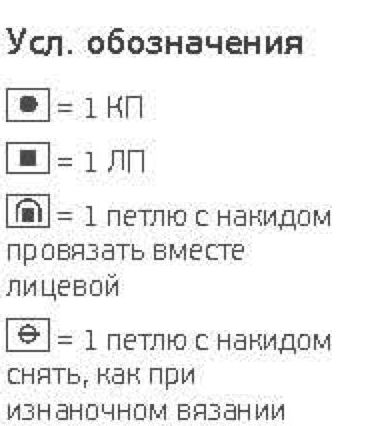 Усл. обозначения
= 1 КП
= 1 ЛП
= 1 петлю с накидом
провязать вместе
лицевой
= 1 петлю с накидом
снять, как при
изнаночном вязании